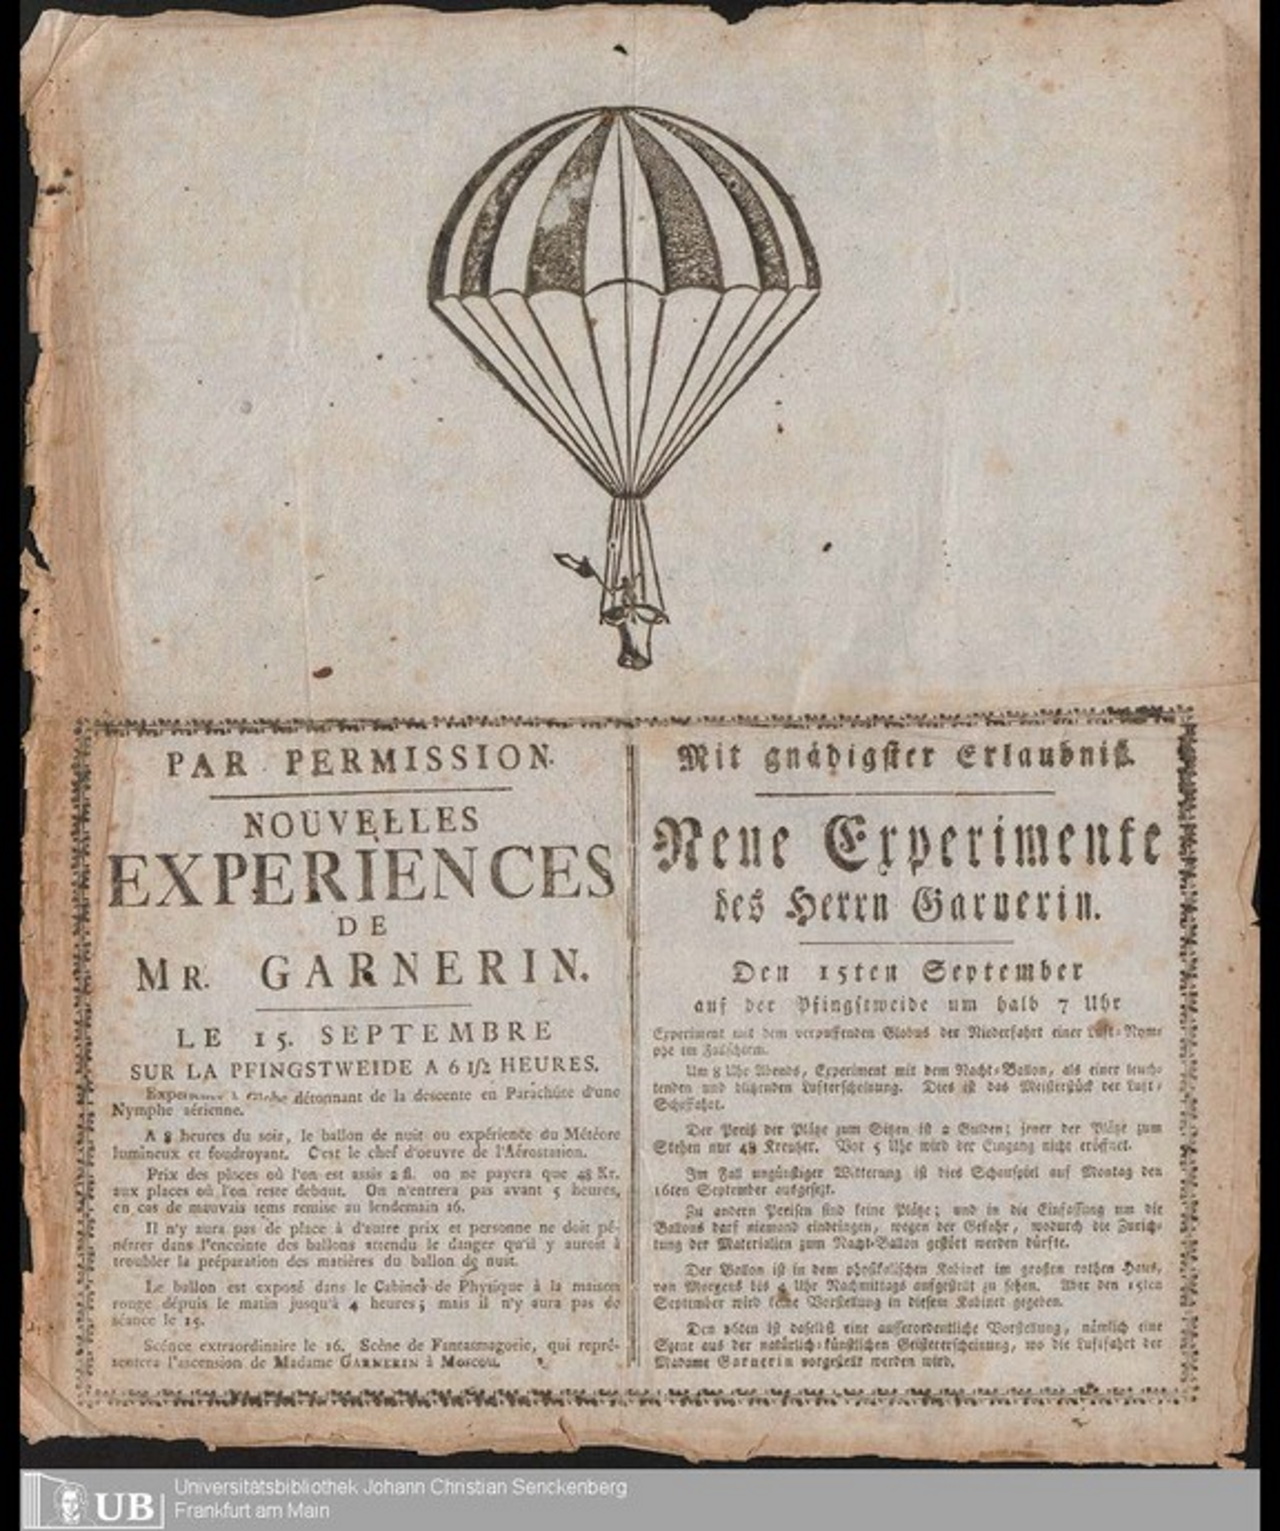 PAR PERMISSION.
NOUVELLES
EXPERIENCES
DE
MR. GARNERIN.
LE 15. SEPTEMBRE
SUR LA PFINGSTWEIDE A 6 1/2 HEURES.
détonnant de la descente en Parachûte d'une
Nymphe aérienne.
A 8 heures du soir, le ballon de nuit ou expérience du Météore
lumineux et foudroyant. C'est le chef d'oeuvre de l'Aérostation.
Prix des places où l'on est assis 2 fl. on ne payera que 48 Kr.
aux places où l'on reste debout. On n'entrera pas avant 5 heures,
en cas de mauvais tems remise au lendemain 16.
Il n'y aura pas de place à d'autre prix et personne ne doit pé-
nétrer dans l'enceinte des ballons attendu le danger qu'il y auroit à
troubler la préparation des matières du ballon de nuit.
Le ballon est exposé dans le Cabinet de Physique à la maison
rouge dépuis le matin jusqu'à 4 heures; mais il n'y aura pas de
séance le 15.
Scéance extraordinaire le 16. Scène de Fantasmagorie, qui repré-
sentera l'ascension de Madame GARNERIN à Moscou.
Mit gnädigster Erlaubniß.
Neue Experimente
des Herrn Garnerin.
Den 15ten September
auf der Pfingstweide um halb 7 Uhr
Experiment mit dem verpuffenden Globus der Niederfahrt einer Luft-Nym-
phe im Fallschirm.
Um 8 Uhr Abends, Experiment mit dem Nacht-Ballon, als einer leuch-
tenden und blitzenden Lufterscheinung. Dies ist das Meisterstück der Luft-
Schiffahrt.
Der Preiß der Plätze zum Sitzen ist 2 Gulden; jener der Plätze zum
Stehen nur 48 Kreutzer. Vor 5 Uhr wird der Eingang nicht eröffnet.
Im Fall ungünstiger Witterung ist dies Schauspiel auf Montag den
16ten September ausgesetzt.
Zu andern Preisen sind keine Plätze; und in die Einfassung um die
Ballons darf niemand eindringen, wegen der Gefahr, wodurch die Zurich-
tung der Materialien zum Nacht-Ballon gestört werden dürfte.
Der Ballon ist in dem physikalischen Kabinet im großen rothen Haus,
von Morgens bis 4 Uhr Nachmittags aufgestellt zu sehen. Aber den 15ten
September wird keine Vorstellung in diesem Kabinet gegeben.
Den 16ten ist daselbst eine ausserordentliche Vorstellung, nämlich eine
Szene aus der natürlich-künstlichen Geistererscheinung, wo die Luftfahrt der
Madame Garnerin vorgestellt werden wird.
UB Universitätsbibliothek Johann Christian Senckenberg
Frankfurt am Main